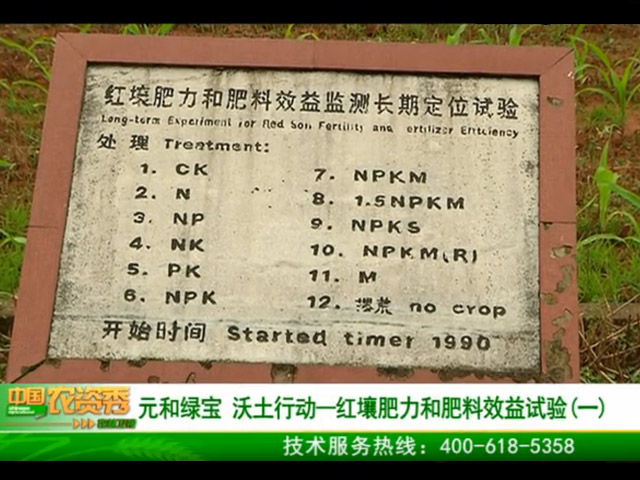 红壤肥力和肥料效益监测长期定位试验
Long-term Experiment for Red Soil Fertility and ertilizer Efficiency
处理 Treatment:
1. CK
2. N
3. NP
4. NK
5. PK
6. NPK
7. NPKM
8. 1.5NPKM
9. NPKS
10. NPKM(R)
11. M
12. 撂荒 no crop
开始时间 Started timer 1990
中国农资秀
元和绿宝 沃土行动—红壤肥力和肥料效益试验(一)
技术服务热线：400-618-5358